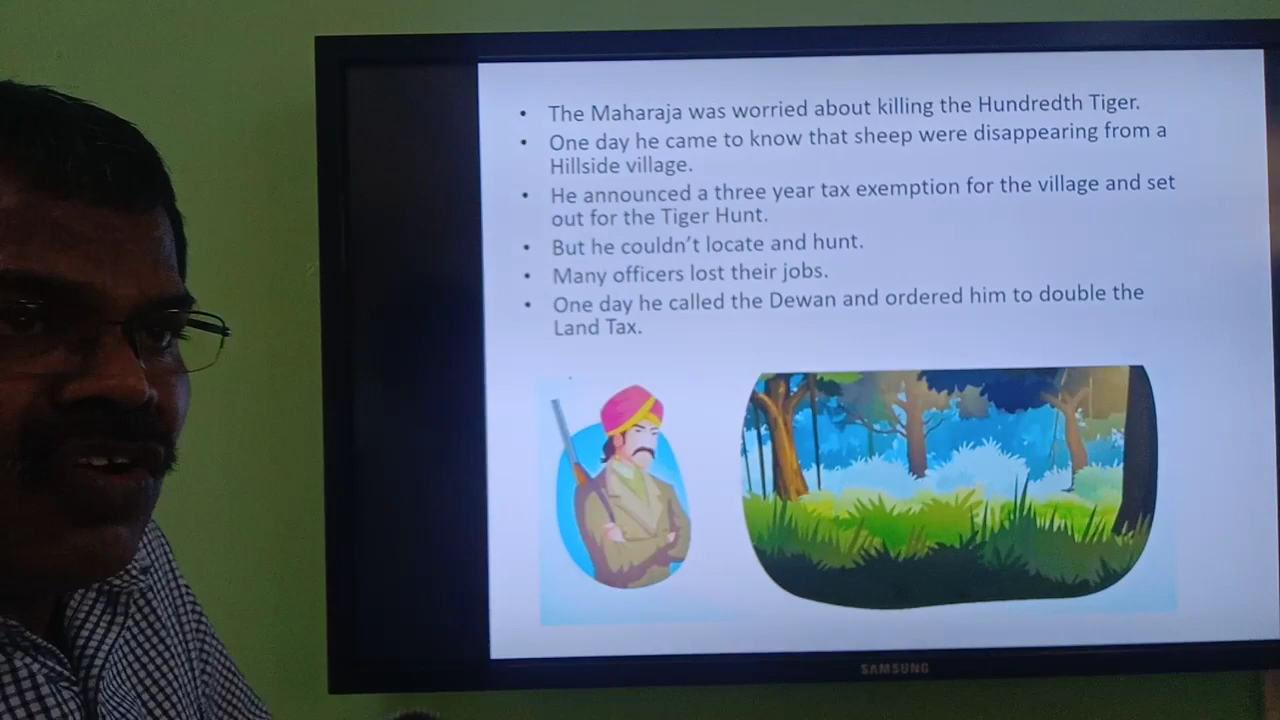 • The Maharaja was worried about killing the Hundredth Tiger.
• One day he came to know that sheep were disappearing from a
Hillside village.
• He announced a three year tax exemption for the village and set
out for the Tiger Hunt.
• But he couldn't locate and hunt.
• Many officers lost their jobs.
• One day he called the Dewan and ordered him to double the
Land Tax.
SAMSUNG